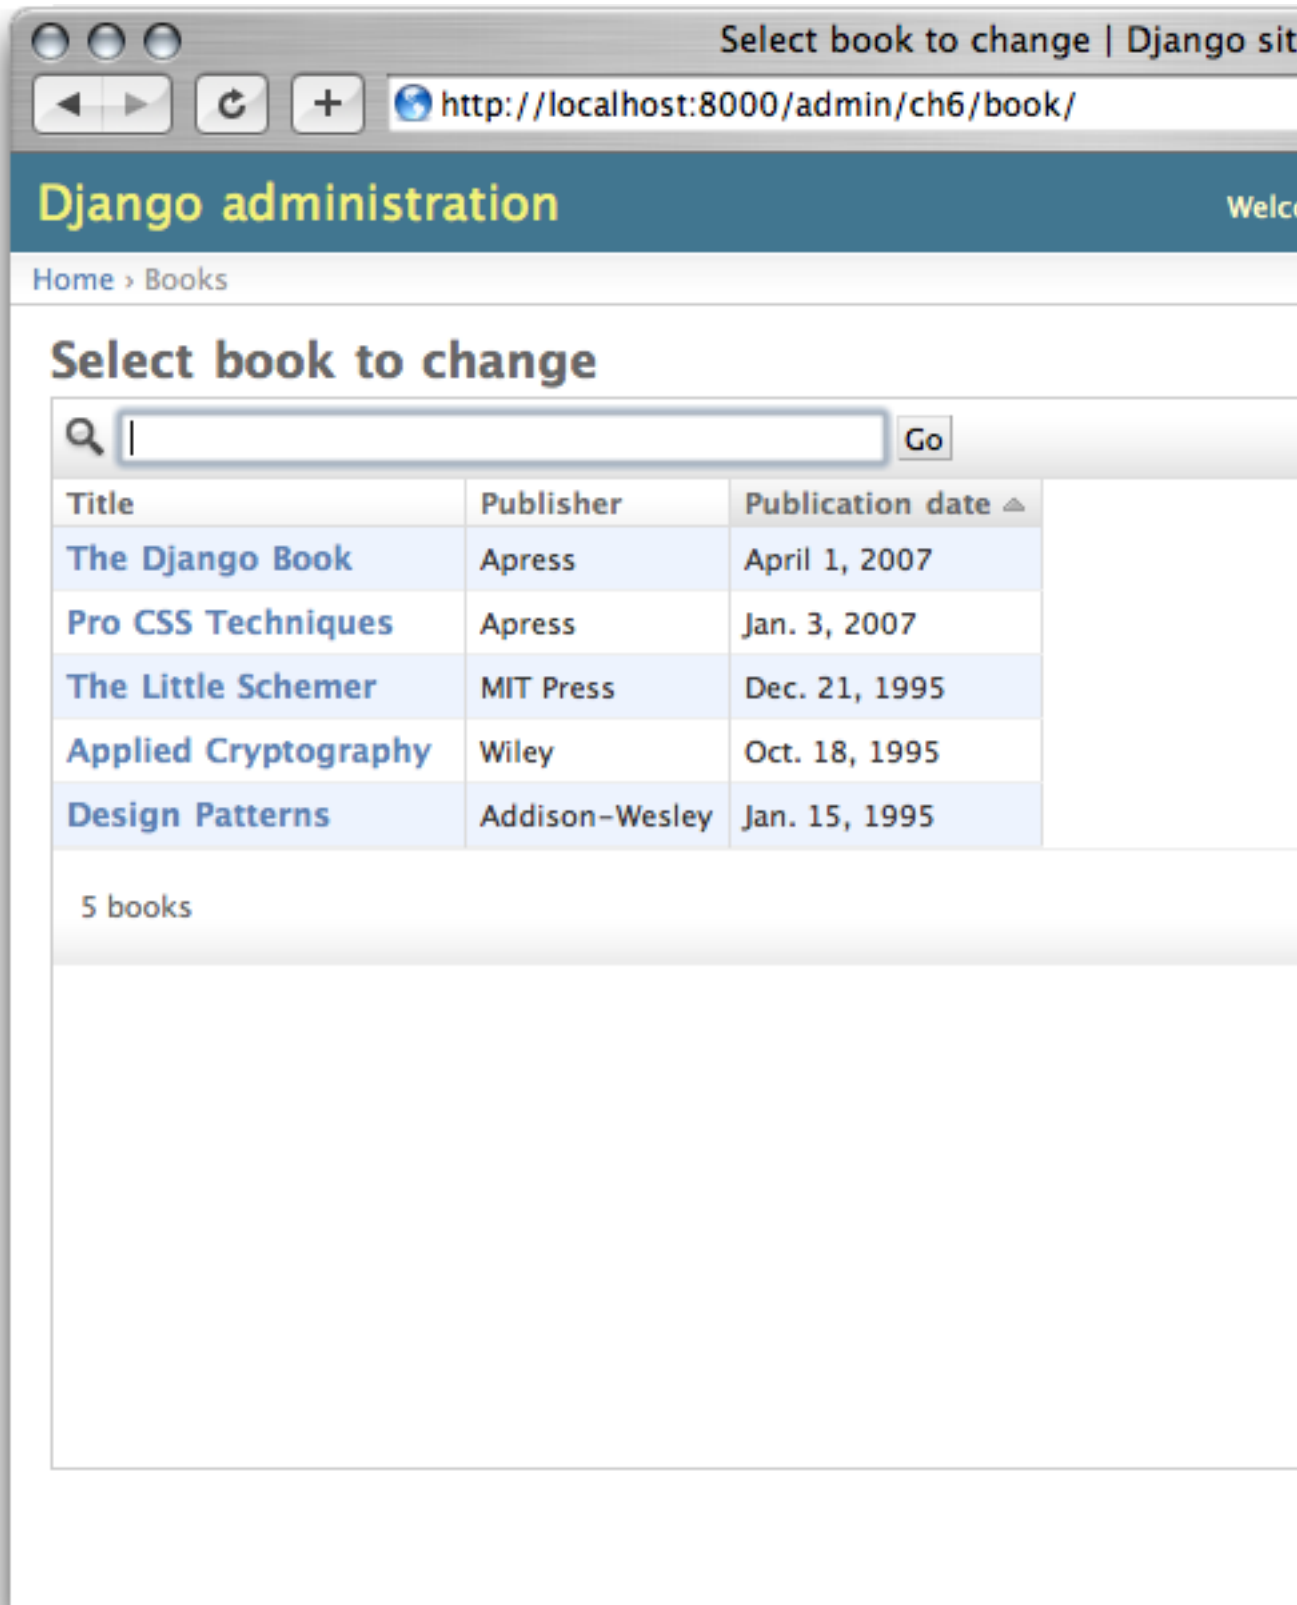 Select book to change | Django sit
http://localhost:8000/admin/ch6/book/
Django administration
Welc
Home › Books
Select book to change
Go
Title Publisher Publication date
The Django Book Apress April 1, 2007
Pro CSS Techniques Apress Jan. 3, 2007
The Little Schemer MIT Press Dec. 21, 1995
Applied Cryptography Wiley Oct. 18, 1995
Design Patterns Addison-Wesley Jan. 15, 1995
5 books